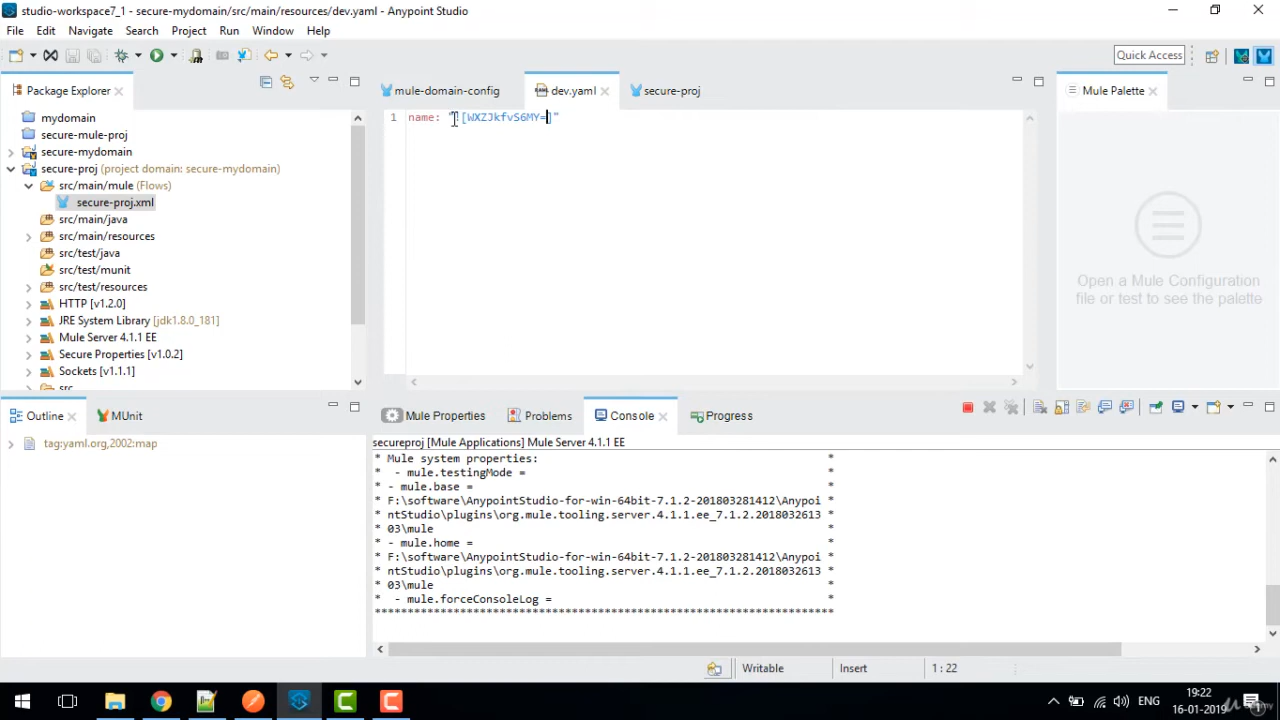 studio-workspace7_1 - secure-mydomain/src/main/resources/dev.yaml - Anypoint Studio
File Edit Navigate Search Project Run Window Help
Quick Access
Package Explorer
mydomain
secure-mule-proj
secure-mydomain
secure-proj (project domain: secure-mydomain)
src/main/mule (Flows)
secure-proj.xml
src/main/java
src/main/resources
src/test/java
src/test/munit
src/test/resources
HTTP [v1.2.0]
JRE System Library [jdk1.8.0_181]
Mule Server 4.1.1 EE
Secure Properties [v1.0.2]
Sockets [v1.1.1]
src
mule-domain-config dev.yaml secure-proj
1 name: "![WXZJkfvS6MY=]"
Mule Palette
Open a Mule Configuration
file or test to see the palette
Outline MUnit
tag:yaml.org,2002:map
Mule Properties Problems Console Progress
secureproj [Mule Applications] Mule Server 4.1.1 EE
* Mule system properties: *
* - mule.testingMode = *
* - mule.base = *
* F:\software\AnypointStudio-for-win-64bit-7.1.2-201803281412\Anypoi *
* ntStudio\plugins\org.mule.tooling.server.4.1.1.ee_7.1.2.2018032613 *
* 03\mule *
* - mule.home = *
* F:\software\AnypointStudio-for-win-64bit-7.1.2-201803281412\Anypoi *
* ntStudio\plugins\org.mule.tooling.server.4.1.1.ee_7.1.2.2018032613 *
* 03\mule *
* - mule.forceConsoleLog = *
**********************************************************************
Writable Insert 1 : 22
ENG
19:22
16-01-2019